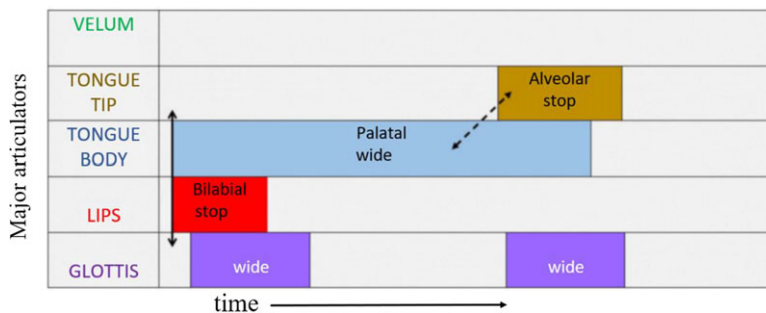 Major articulators
VELUM
TONGUE
TIP
Alveolar
stop
TONGUE
BODY
Palatal
wide
LIPS
Bilabial
stop
GLOTTIS
wide
wide
time